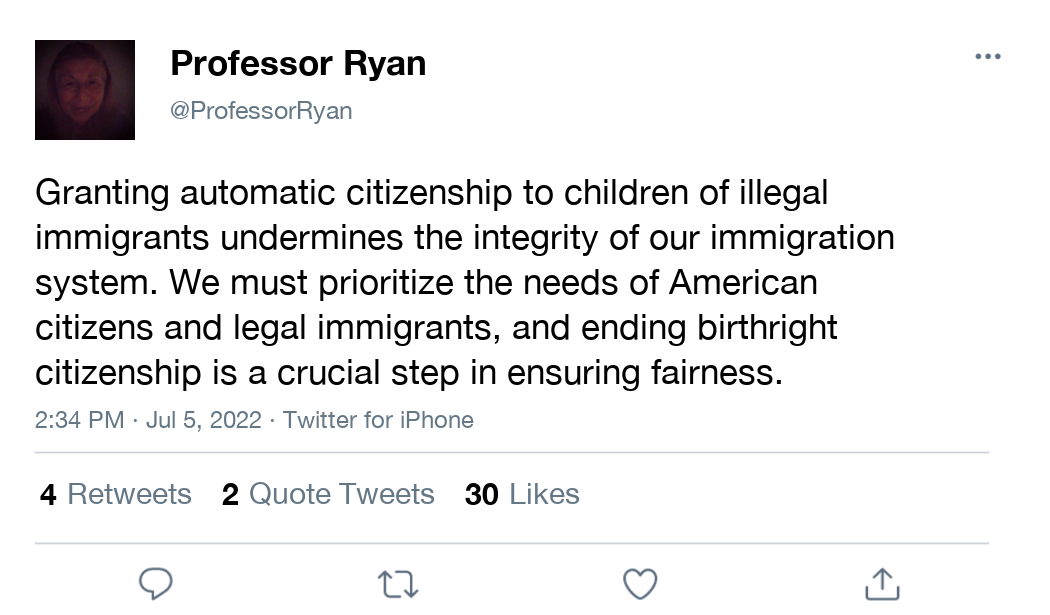 Professor Ryan
@ProfessorRyan
Granting automatic citizenship to children of illegal
immigrants undermines the integrity of our immigration
system. We must prioritize the needs of American
citizens and legal immigrants, and ending birthright
citizenship is a crucial step in ensuring fairness.
2:34 PM · Jul 5, 2022 · Twitter for iPhone
4 Retweets 2 Quote Tweets 30 Likes